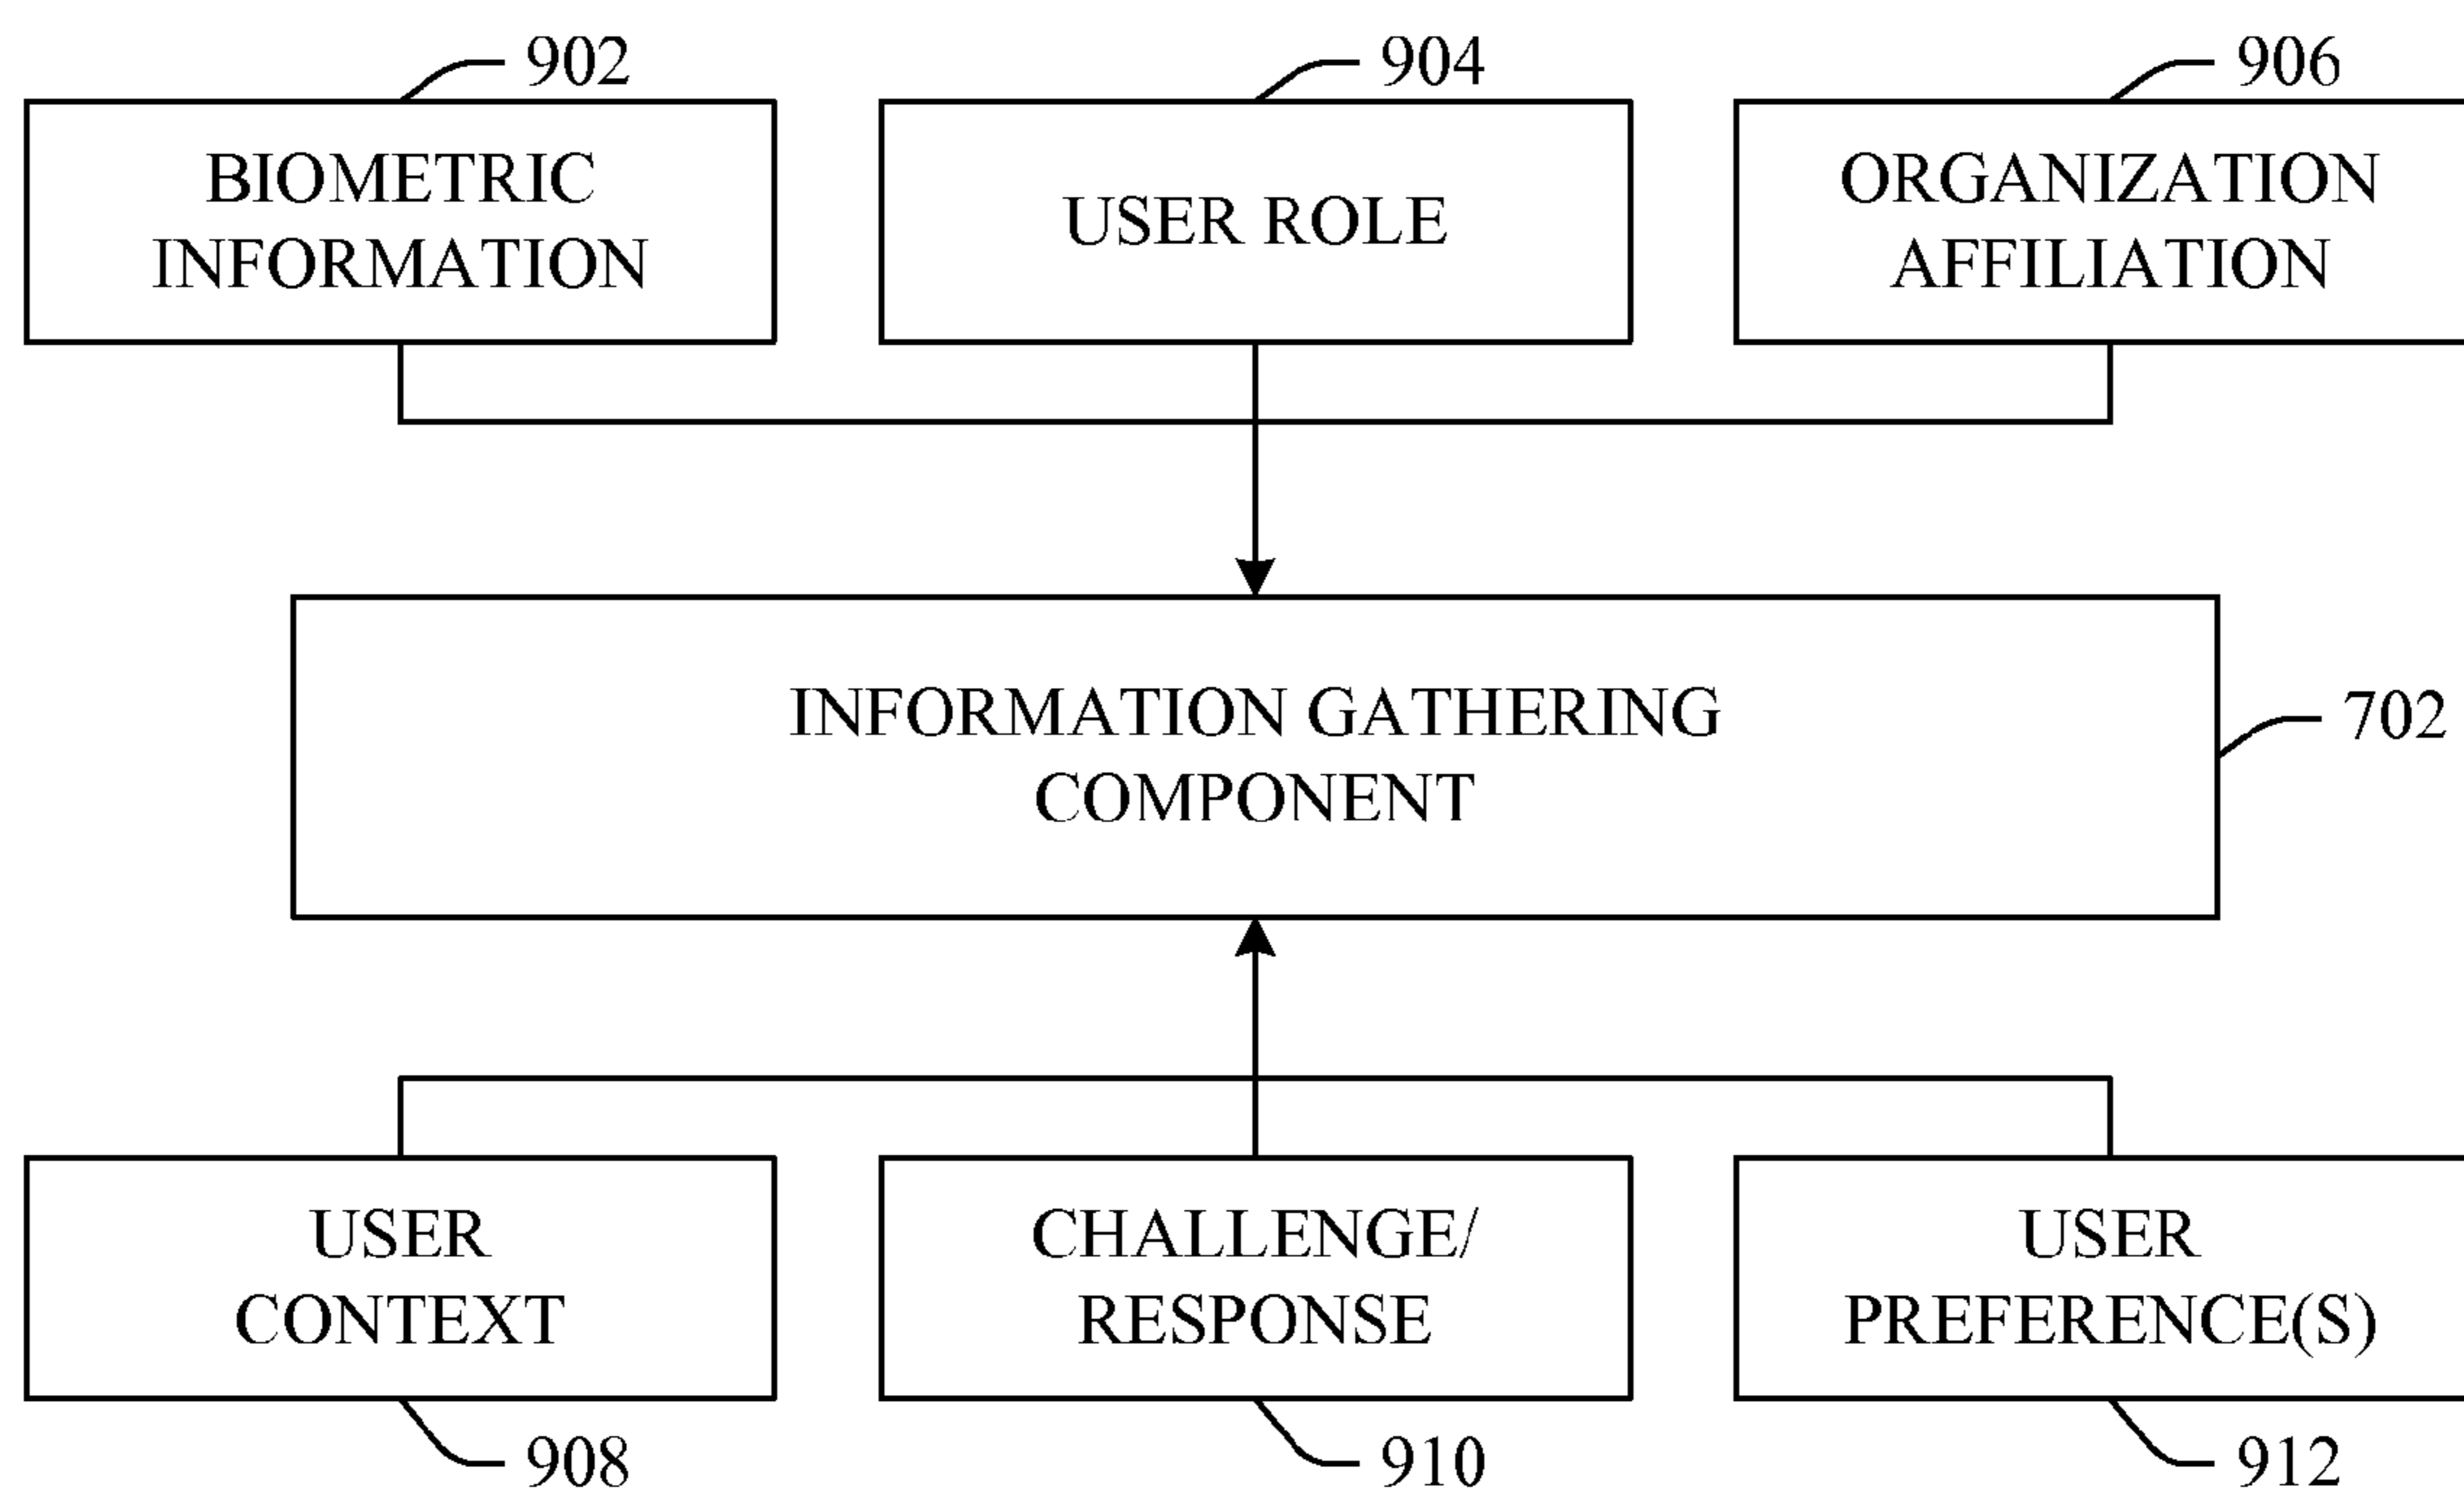 902
904
906
BIOMETRIC
INFORMATION
USER ROLE
ORGANIZATION
AFFILIATION
INFORMATION GATHERING
COMPONENT
702
USER
CONTEXT
CHALLENGE/
RESPONSE
USER
PREFERENCE(S)
908
910
912